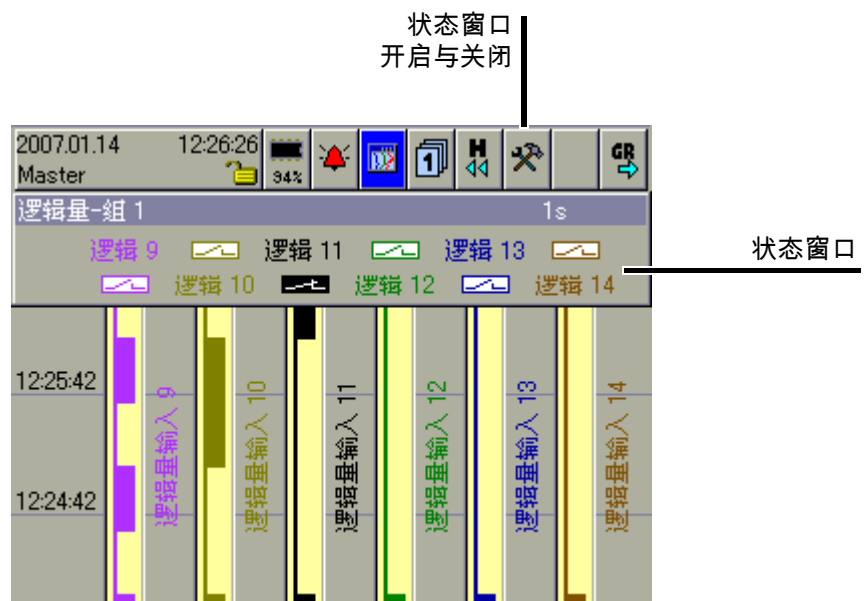 状态窗口
开启与关闭
2007.01.14 12:26:26
Master
94%
1
H
GR
逻辑量-组 1 1s
逻辑 9 逻辑 11 逻辑 13
逻辑 10 逻辑 12 逻辑 14
状态窗口
12:25:42
12:24:42
逻辑量输入 9
逻辑量输入 10
逻辑量输入 11
逻辑量输入 12
逻辑量输入 13
逻辑量输入 14